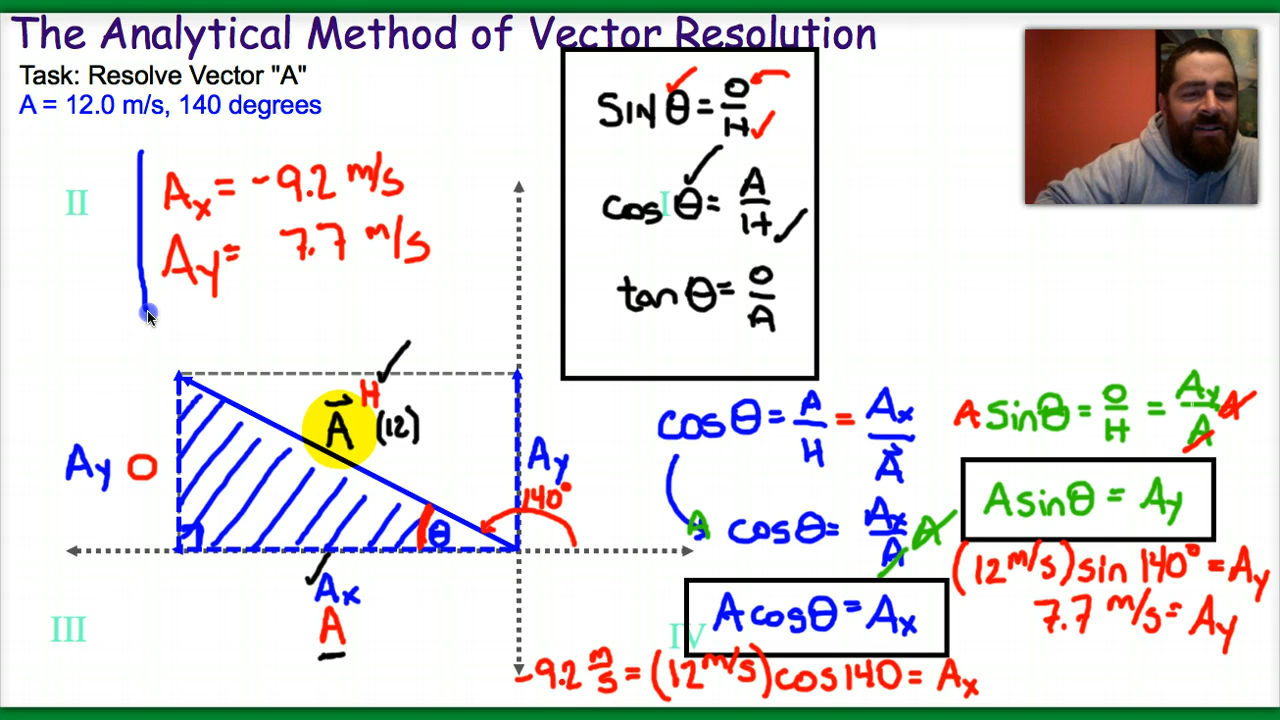 The Analytical Method of Vector Resolution
Task: Resolve Vector "A"
A = 12.0 m/s, 140 degrees
II
Ax = -9.2 m/s
Ay = 7.7 m/s
SIN θ = O/H
I
cos θ = A/H
tan θ = O/A
H
A (12)
Ay O
Ay
140°
θ
Ax
A
III
IV
cos θ = A/H = Ax/A
A cos θ = Ax/A A
A cos θ = Ax
-9.2 m/s = (12 m/s) cos 140 = Ax
A Sin θ = O/H = Ay/A A
A sin θ = Ay
(12 m/s) sin 140° = Ay
7.7 m/s = Ay